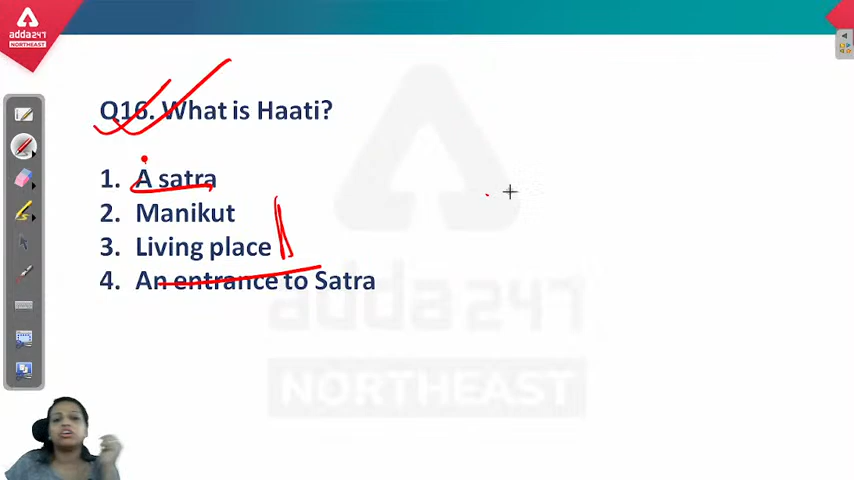 adda247
NORTHEAST
Q16. What is Haati?
1. A satra
2. Manikut
3. Living place
4. An entrance to Satra
adda247
NORTHEAST